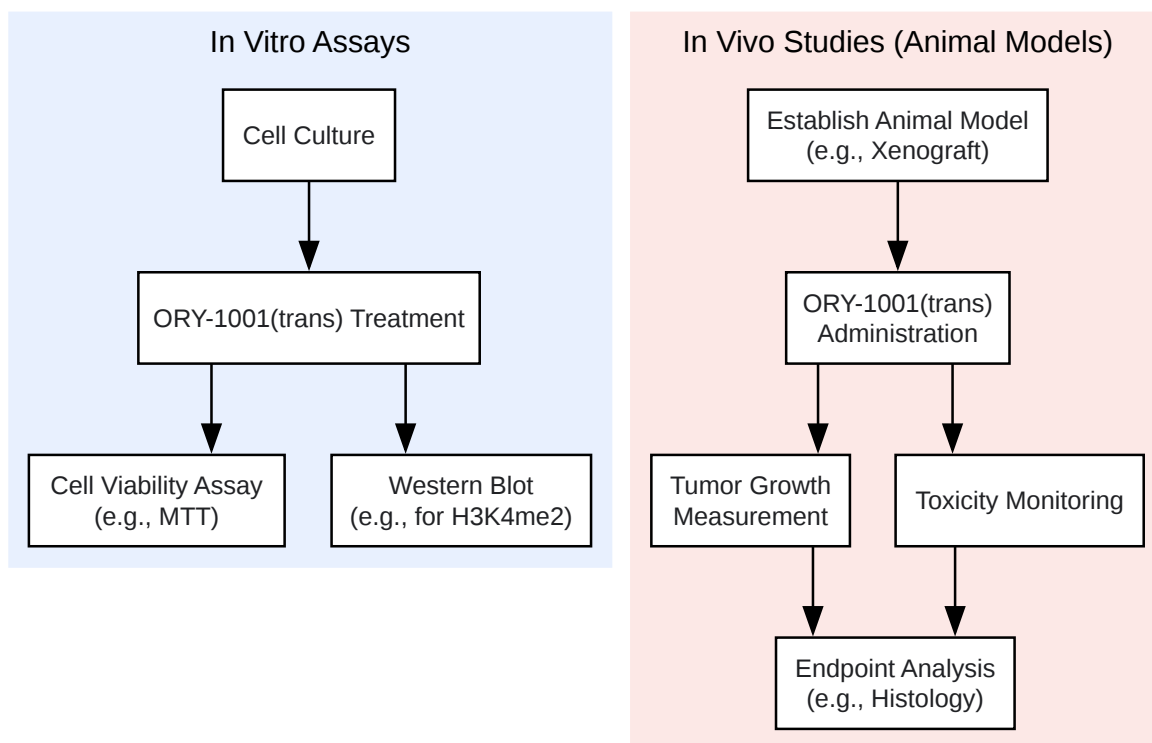 In Vitro Assays
Cell Culture
ORY-1001(trans) Treatment
Cell Viability Assay
(e.g., MTT)
Western Blot
(e.g., for H3K4me2)
In Vivo Studies (Animal Models)
Establish Animal Model
(e.g., Xenograft)
ORY-1001(trans)
Administration
Tumor Growth
Measurement
Toxicity Monitoring
Endpoint Analysis
(e.g., Histology)